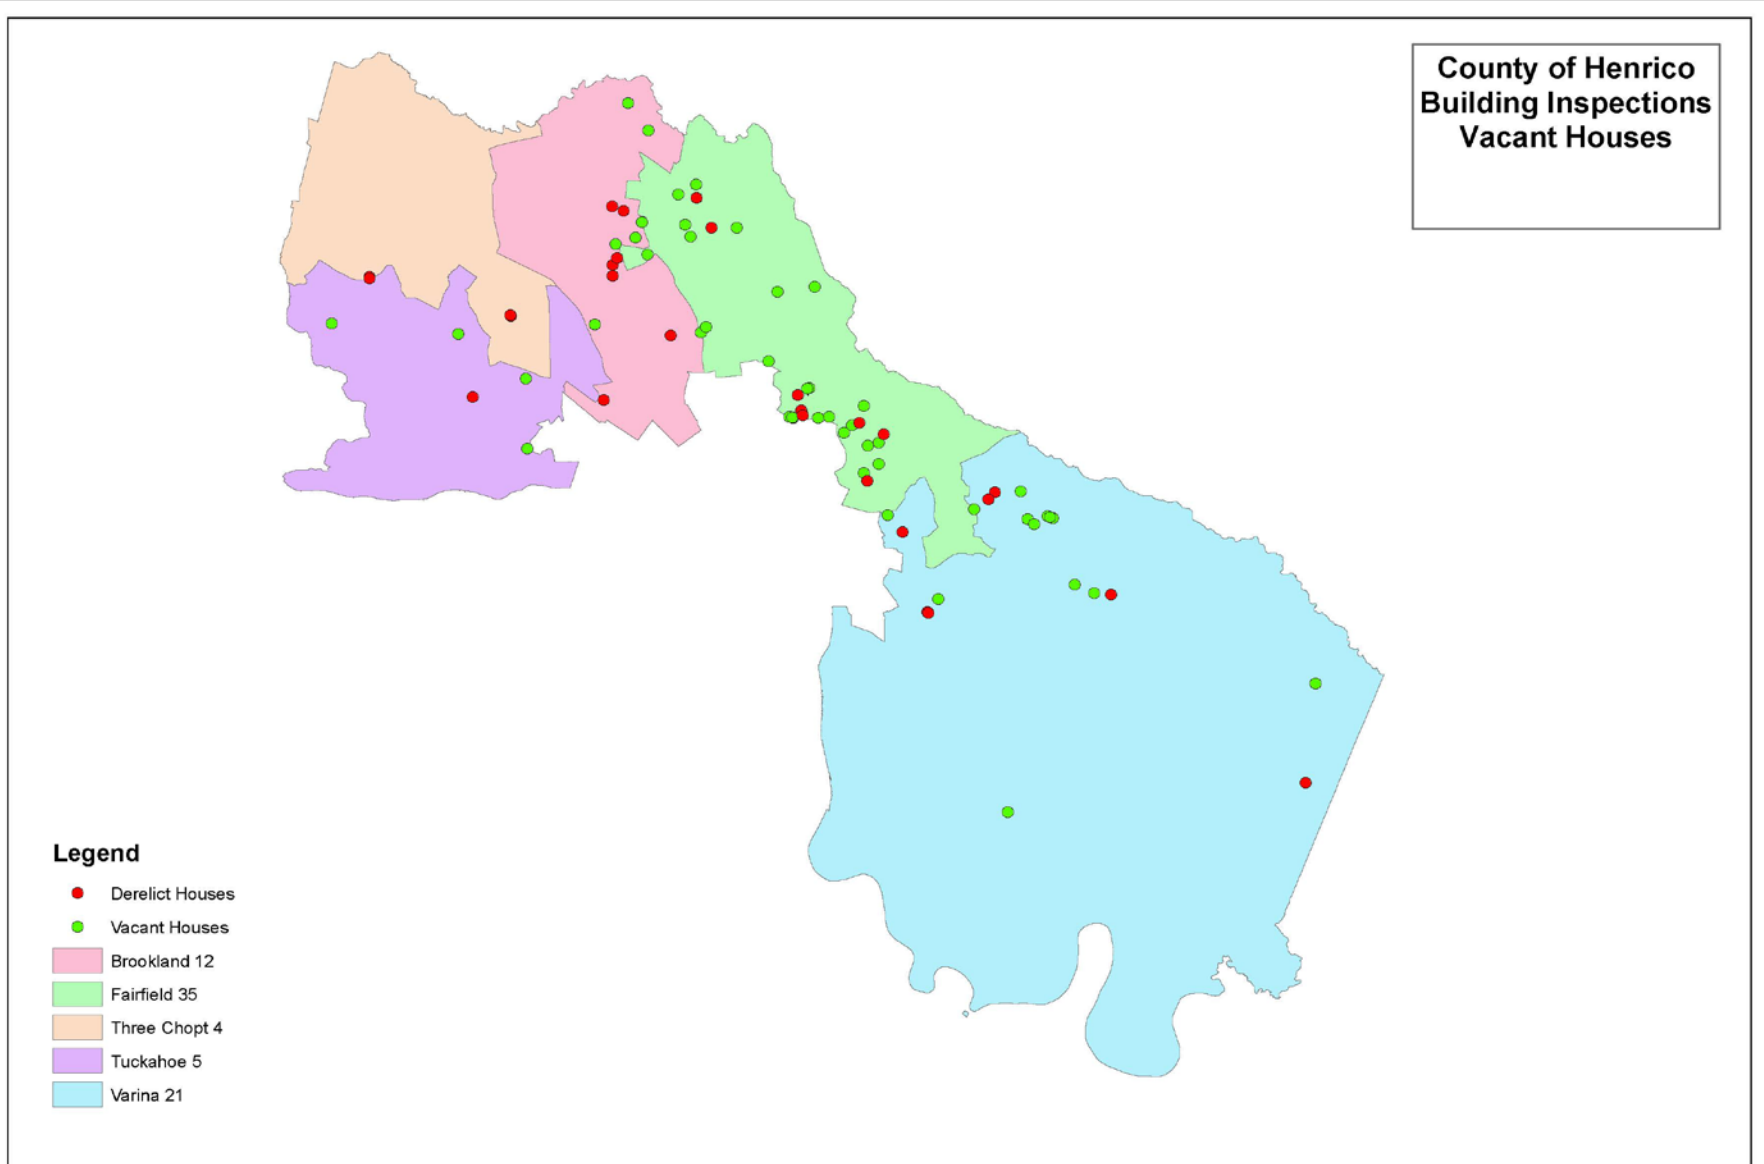 County of Henrico
Building Inspections
Vacant Houses
Legend
Derelict Houses
Vacant Houses
Brookland 12
Fairfield 35
Three Chopt 4
Tuckahoe 5
Varina 21